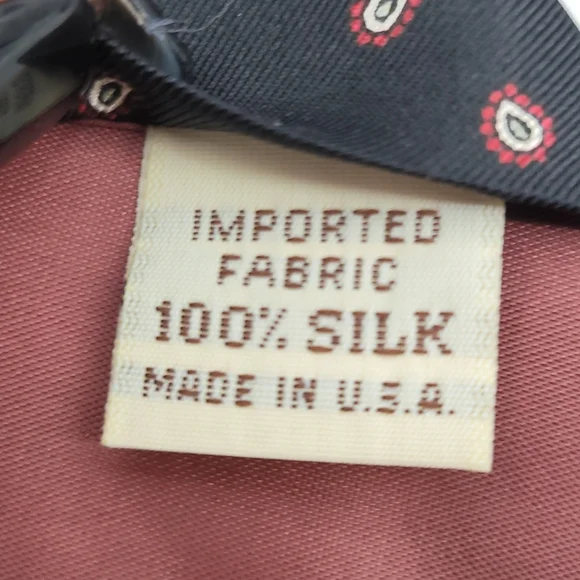 IMPORTED
FABRIC
100% SILK
MADE IN U.S.A.